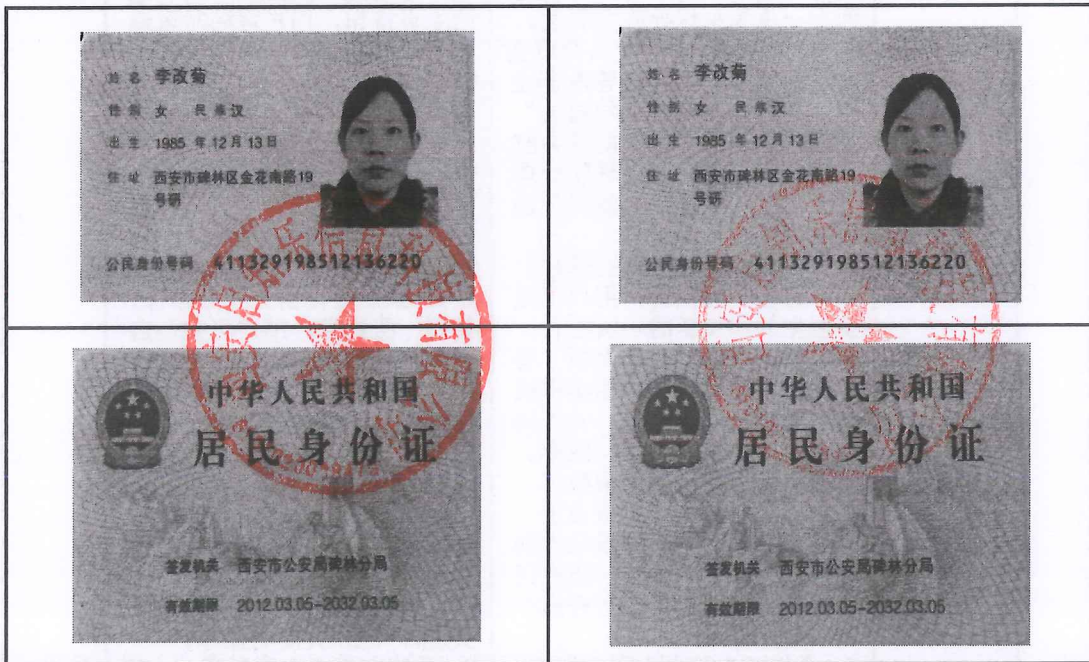 姓名 李改菊
性别 女 民族 汉
出生 1985 年 12 月 13 日
住址 西安市碑林区金花南路19
号研
公民身份号码 411329198512136220
姓名 李改菊
性别 女 民族 汉
出生 1985 年 12 月 13 日
住址 西安市碑林区金花南路19
号研
公民身份号码 411329198512136220
中华人民共和国
居民身份证
签发机关 西安市公安局碑林分局
有效期限 2012.03.05-2032.03.05
中华人民共和国
居民身份证
签发机关 西安市公安局碑林分局
有效期限 2012.03.05-2032.03.05